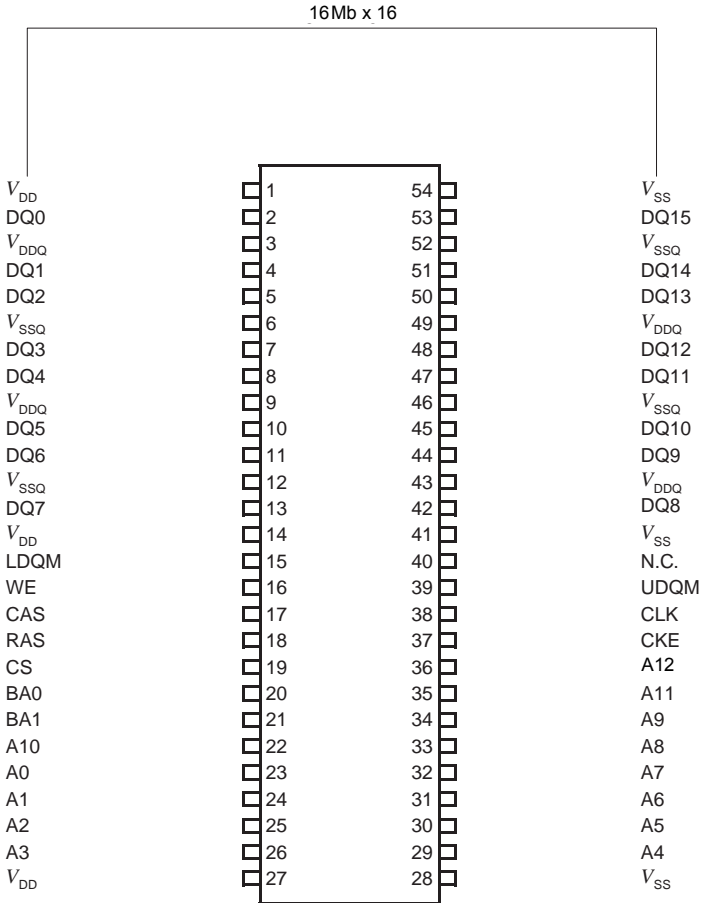 16Mb x 16
VDD 1 54 VSS
DQ0 2 53 DQ15
VDDQ 3 52 VSSQ
DQ1 4 51 DQ14
DQ2 5 50 DQ13
VSSQ 6 49 VDDQ
DQ3 7 48 DQ12
DQ4 8 47 DQ11
VDDQ 9 46 VSSQ
DQ5 10 45 DQ10
DQ6 11 44 DQ9
VSSQ 12 43 VDDQ
DQ7 13 42 DQ8
VDD 14 41 VSS
LDQM 15 40 N.C.
WE 16 39 UDQM
CAS 17 38 CLK
RAS 18 37 CKE
CS 19 36 A12
BA0 20 35 A11
BA1 21 34 A9
A10 22 33 A8
A0 23 32 A7
A1 24 31 A6
A2 25 30 A5
A3 26 29 A4
VDD 27 28 VSS